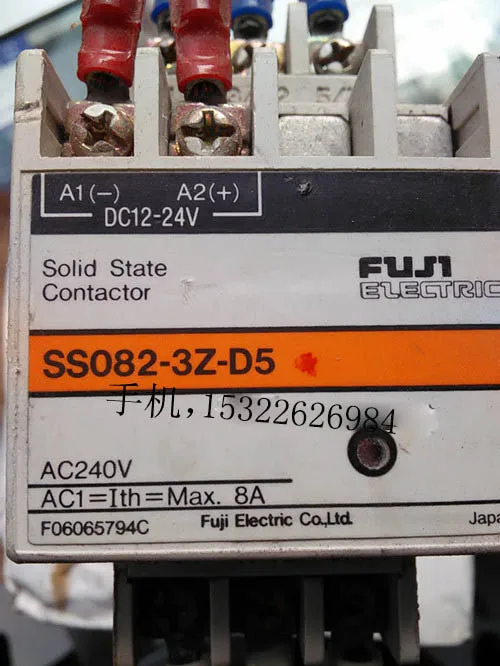 A1(-) A2(+)
DC12-24V
Solid State
Contactor
FUJI
ELECTRIC
SS082-3Z-D5
手机,15322626984
AC240V
AC1=Ith=Max. 8A
F06065794C Fuji Electric Co.,Ltd.